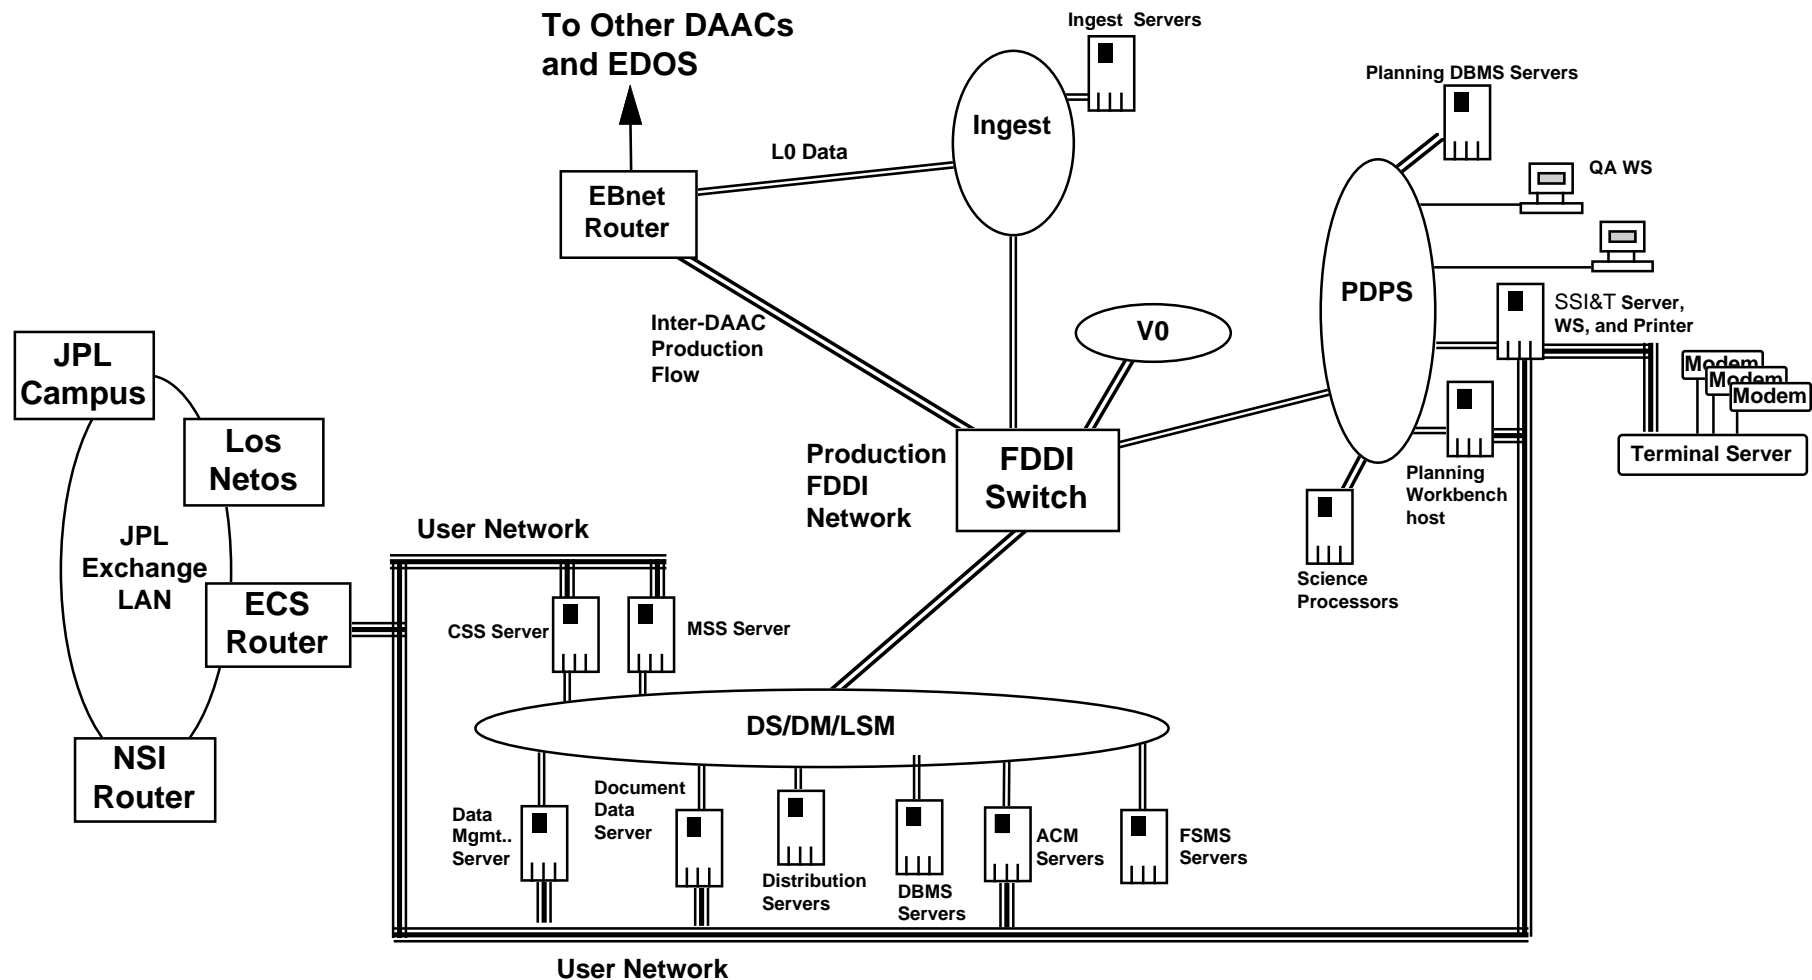 To Other DAACs
and EDOS
Ingest Servers
Planning DBMS Servers
Ingest
L0 Data
QA WS
EBnet
Router
PDPS
SSI&T Server,
WS, and Printer
Inter-DAAC
Production
Flow
V0
JPL
Campus
Modem
Modem
Modem
Los
Netos
Production
FDDI
Network
FDDI
Switch
Terminal Server
Planning
Workbench
host
User Network
JPL
Exchange
LAN
ECS
Router
Science
Processors
CSS Server
MSS Server
DS/DM/LSM
NSI
Router
Data
Mgmt..
Server
Document
Data
Server
Distribution
Servers
DBMS
Servers
ACM
Servers
FSMS
Servers
User Network